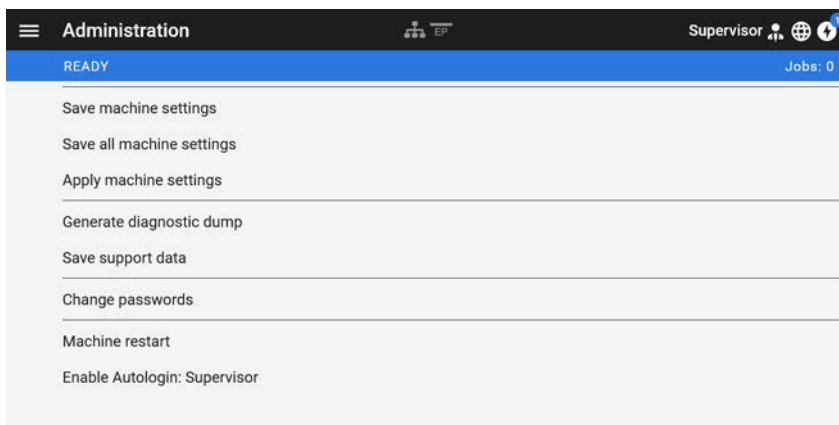 Administration
EP
Supervisor
READY
Jobs: 0
Save machine settings
Save all machine settings
Apply machine settings
Generate diagnostic dump
Save support data
Change passwords
Machine restart
Enable Autologin: Supervisor